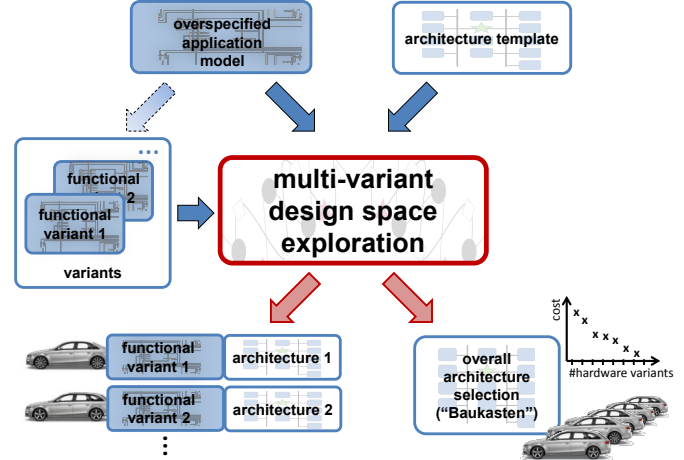 overspecified
application
model
architecture template
...
functional
2
functional
variant 1
variants
multi-variant
design space
exploration
functional
variant 1
architecture 1
functional
variant 2
architecture 2
overall
architecture
selection
(“Baukasten”)
cost
x x x x x x x
#hardware variants